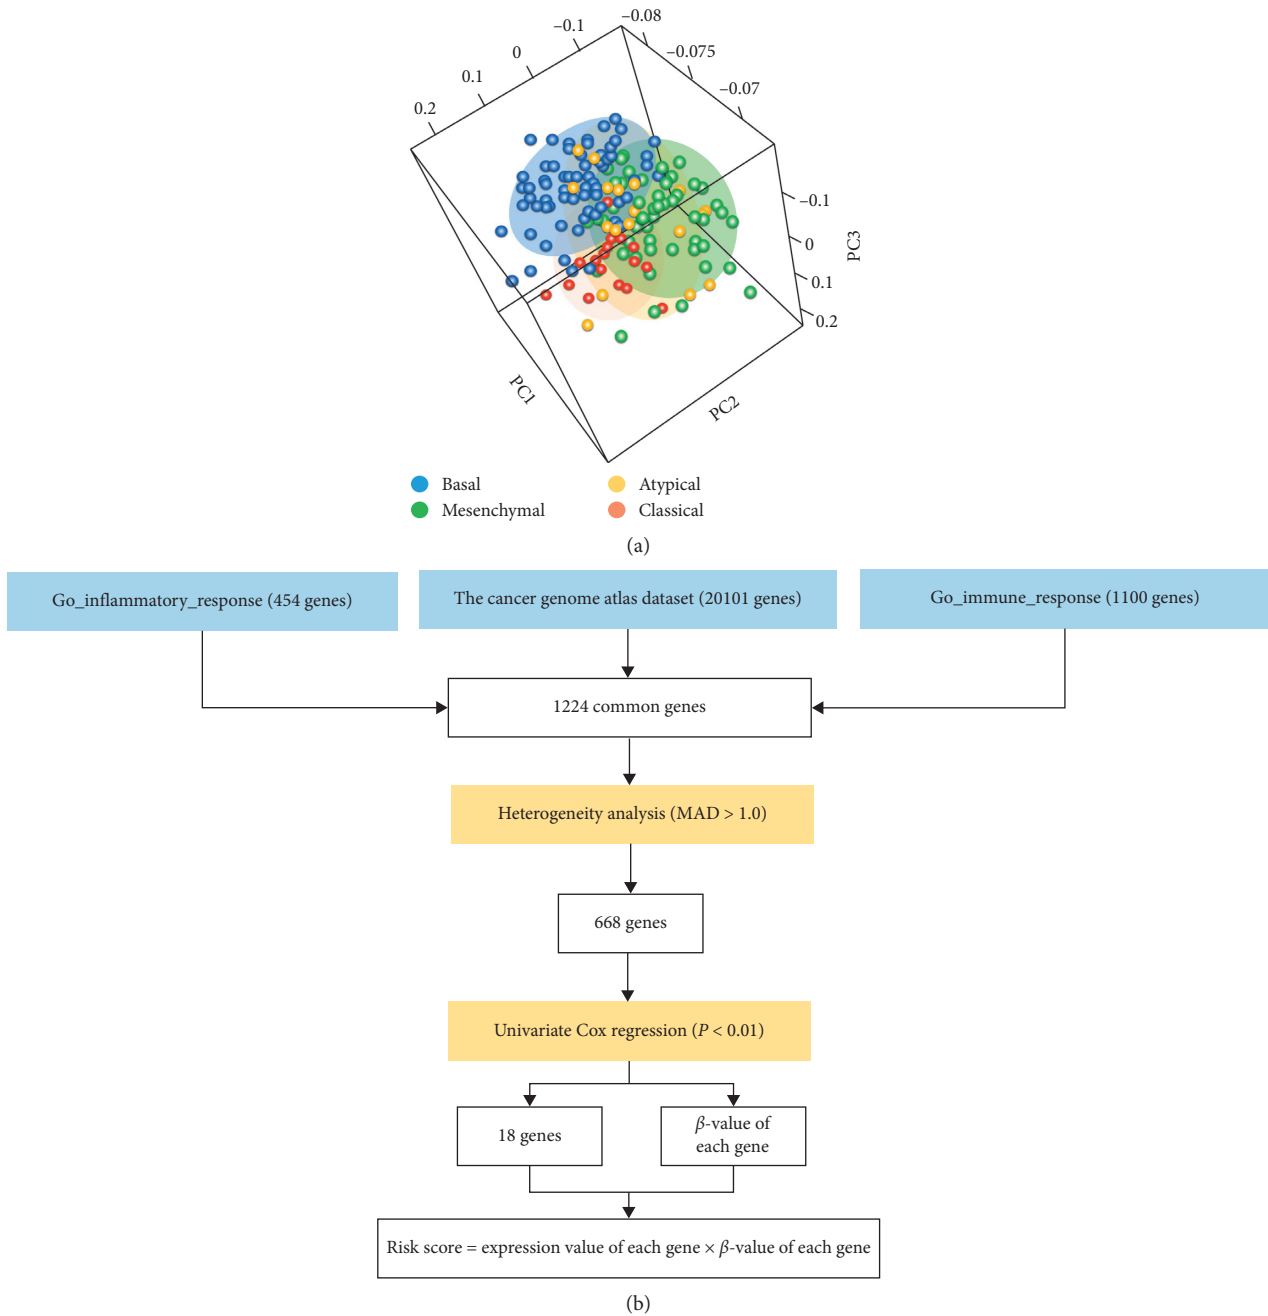 −0.1
−0.08
0
−0.075
0.1
−0.07
0.2
−0.1
0
PC3
0.1
0.2
PC1
PC2
Basal
Atypical
Mesenchymal
Classical
(a)
Go_inflammatory_response (454 genes)
The cancer genome atlas dataset (20101 genes)
Go_immune_response (1100 genes)
1224 common genes
Heterogeneity analysis (MAD > 1.0)
668 genes
Univariate Cox regression (P < 0.01)
18 genes
β-value of
each gene
Risk score = expression value of each gene × β-value of each gene
(b)